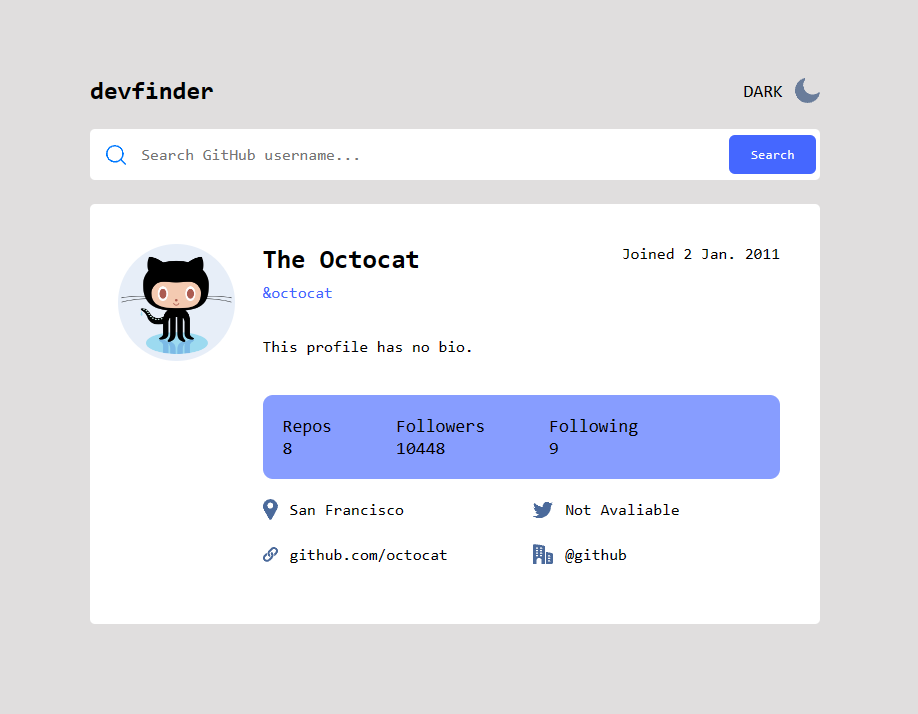 devfinder
DARK
Search GitHub username...
Search
The Octocat
Joined 2 Jan. 2011
&octocat
This profile has no bio.
Repos Followers Following
8 10448 9
San Francisco Not Avaliable
github.com/octocat @github